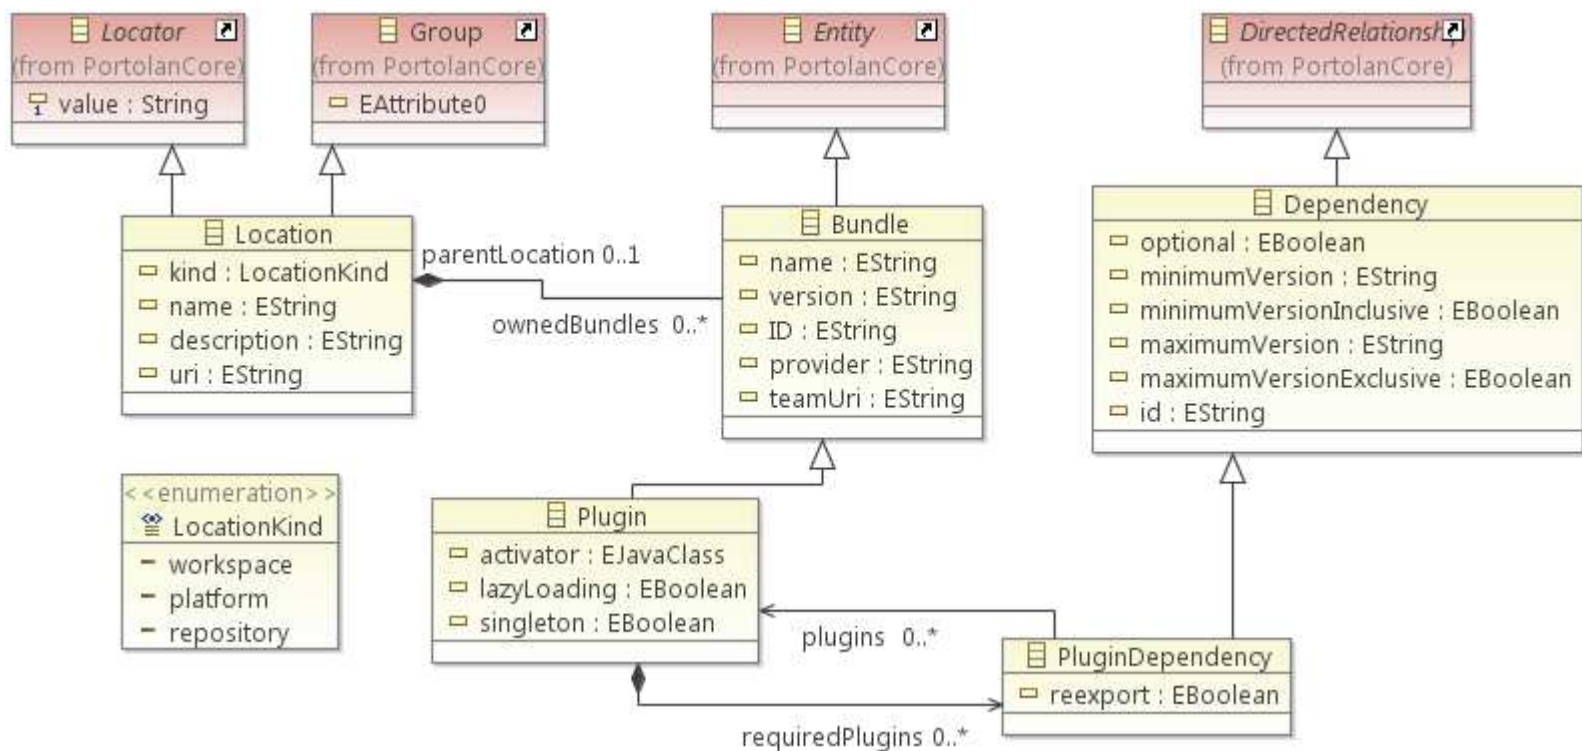 Locator
(from PortolanCore)
value : String
Group
(from PortolanCore)
EAttribute0
Entity
(from PortolanCore)
DirectedRelationship
(from PortolanCore)
Location
kind : LocationKind
name : EString
description : EString
uri : EString
parentLocation 0..1
ownedBundles 0..*
Bundle
name : EString
version : EString
ID : EString
provider : EString
teamUri : EString
Dependency
optional : EBoolean
minimumVersion : EString
minimumVersionInclusive : EBoolean
maximumVersion : EString
maximumVersionExclusive : EBoolean
id : EString
<<enumeration>>
LocationKind
workspace
platform
repository
Plugin
activator : EJavaClass
lazyLoading : EBoolean
singleton : EBoolean
plugins 0..*
requiredPlugins 0..*
PluginDependency
reexport : EBoolean